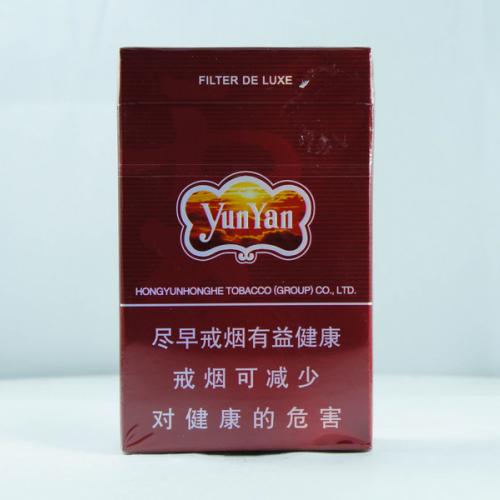 FILTER DE LUXE
YunYan
HONGYUNHONGHE TOBACCO (GROUP) CO., LTD.
尽早戒烟有益健康
戒烟可减少
对健康的危害